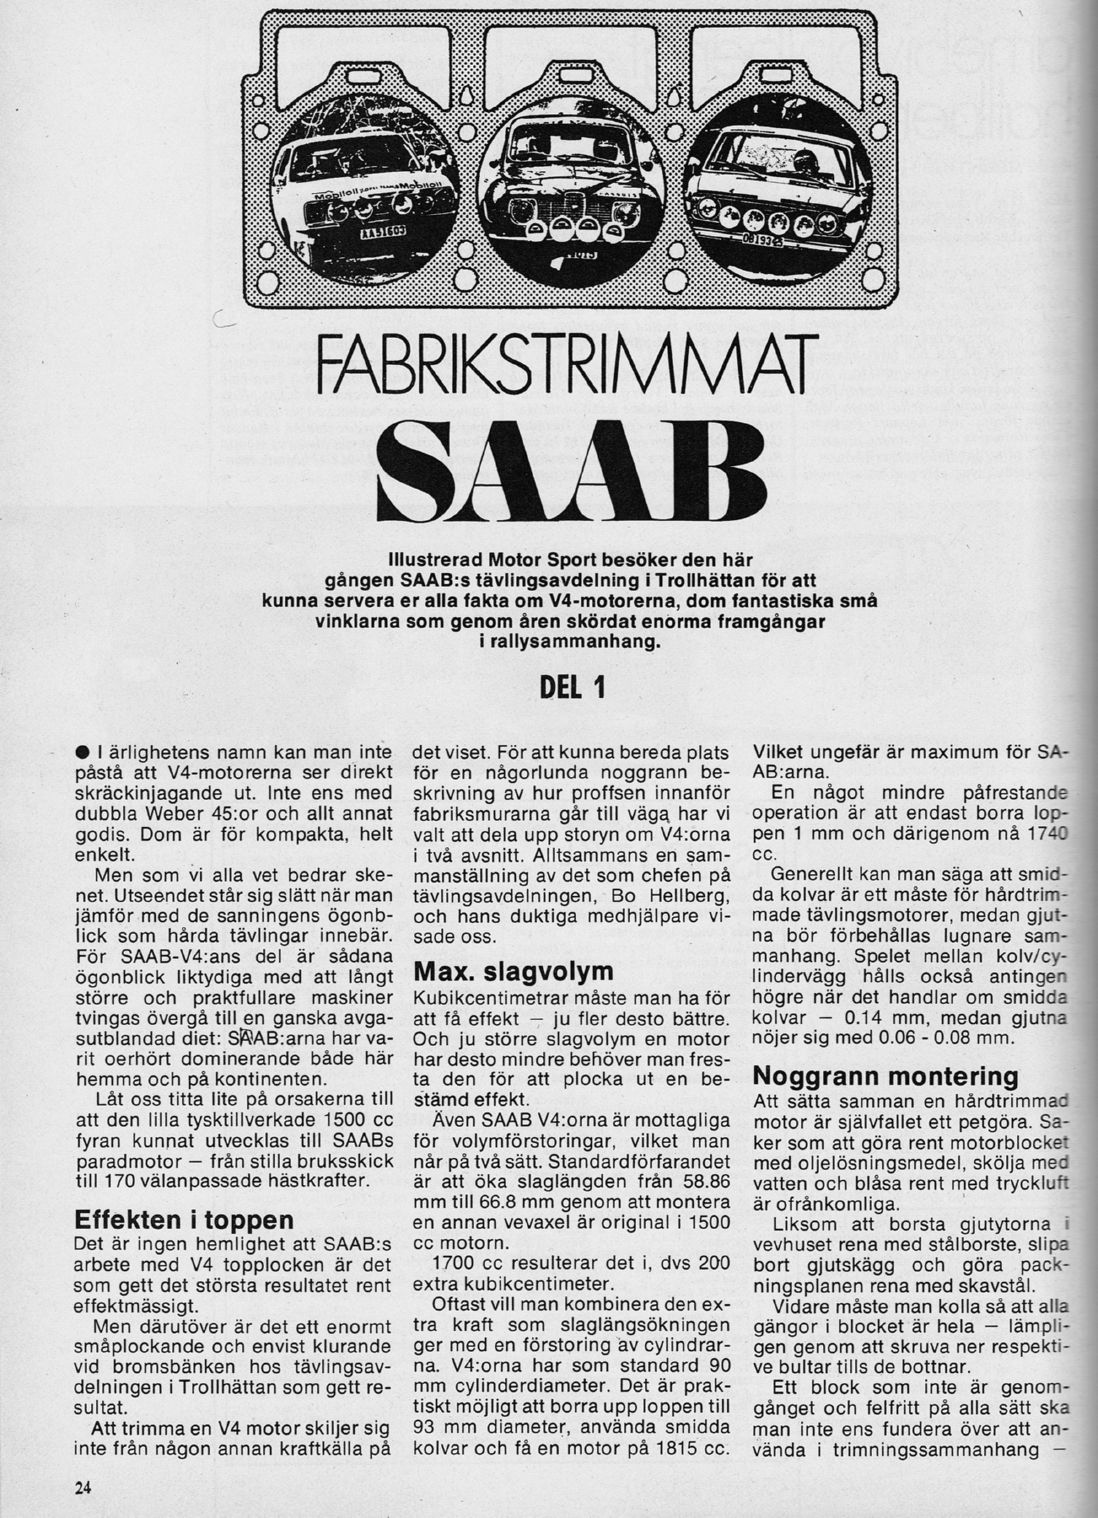 Mobiloil
Mobiloil
AA51603
FABRIKSTRIMMAT
SAAB
Illustrerad Motor Sport besöker den här
gången SAAB:s tävlingsavdelning i Trollhättan för att
kunna servera er alla fakta om V4-motorerna, dom fantastiska små
vinklarna som genom åren skördat enorma framgångar
i rallysammanhang.
DEL 1
● I ärlighetens namn kan man inte
påstå att V4-motorerna ser direkt
skräckinjagande ut. Inte ens med
dubbla Weber 45:or och allt annat
godis. Dom är för kompakta, helt
enkelt.
Men som vi alla vet bedrar ske-
net. Utseendet står sig slätt när man
jämför med de sanningens ögonb-
lick som hårda tävlingar innebär.
För SAAB-V4:ans del är sådana
ögonblick liktydiga med att långt
större och praktfullare maskiner
tvingas övergå till en ganska avga-
sutblandad diet: SAAB:arna har va-
rit oerhört dominerande både här
hemma och på kontinenten.
Låt oss titta lite på orsakerna till
att den lilla tysktillverkade 1500 cc
fyran kunnat utvecklas till SAABs
paradmotor — från stilla bruksskick
till 170 välanpassade hästkrafter.
Effekten i toppen
Det är ingen hemlighet att SAAB:s
arbete med V4 topplocken är det
som gett det största resultatet rent
effektmässigt.
Men därutöver är det ett enormt
småplockande och envist klurande
vid bromsbänken hos tävlingsav-
delningen i Trollhättan som gett re-
sultat.
Att trimma en V4 motor skiljer sig
inte från någon annan kraftkälla på
det viset. För att kunna bereda plats
för en någorlunda noggrann be-
skrivning av hur proffsen innanför
fabriksmurarna går till väga, har vi
valt att dela upp storyn om V4:orna
i två avsnitt. Alltsammans en sam-
manställning av det som chefen på
tävlingsavdelningen, Bo Hellberg,
och hans duktiga medhjälpare vi-
sade oss.
Max. slagvolym
Kubikcentimetrar måste man ha för
att få effekt — ju fler desto bättre.
Och ju större slagvolym en motor
har desto mindre behöver man fres-
ta den för att plocka ut en be-
stämd effekt.
Även SAAB V4:orna är mottagliga
för volymförstoringar, vilket man
når på två sätt. Standardförfarandet
är att öka slaglängden från 58.86
mm till 66.8 mm genom att montera
en annan vevaxel är original i 1500
cc motorn.
1700 cc resulterar det i, dvs 200
extra kubikcentimeter.
Oftast vill man kombinera den ex-
tra kraft som slaglängsökningen
ger med en förstoring av cylindrar-
na. V4:orna har som standard 90
mm cylinderdiameter. Det är prak-
tiskt möjligt att borra upp loppen till
93 mm diameter, använda smidda
kolvar och få en motor på 1815 cc.
Vilket ungefär är maximum för SA-
AB:arna.
En något mindre påfrestande
operation är att endast borra lop-
pen 1 mm och därigenom nå 1740
cc.
Generellt kan man säga att smid-
da kolvar är ett måste för hårdtrim-
made tävlingsmotorer, medan gjut-
na bör förbehållas lugnare sam-
manhang. Spelet mellan kolv/cy-
lindervägg hålls också antingen
högre när det handlar om smidda
kolvar — 0.14 mm, medan gjutna
nöjer sig med 0.06 - 0.08 mm.
Noggrann montering
Att sätta samman en hårdtrimmad
motor är självfallet ett petgöra. Sa-
ker som att göra rent motorblocket
med oljelösningsmedel, skölja med
vatten och blåsa rent med tryckluft
är ofrånkomliga.
Liksom att borsta gjutytorna i
vevhuset rena med stålborste, slipa
bort gjutskägg och göra pack-
ningsplanen rena med skavstål.
Vidare måste man kolla så att alla
gängor i blocket är hela — lämpli-
gen genom att skruva ner respekti-
ve bultar tills de bottnar.
Ett block som inte är genom-
gånget och felfritt på alla sätt ska
man inte ens fundera över att an-
vända i trimningssammanhang —
24